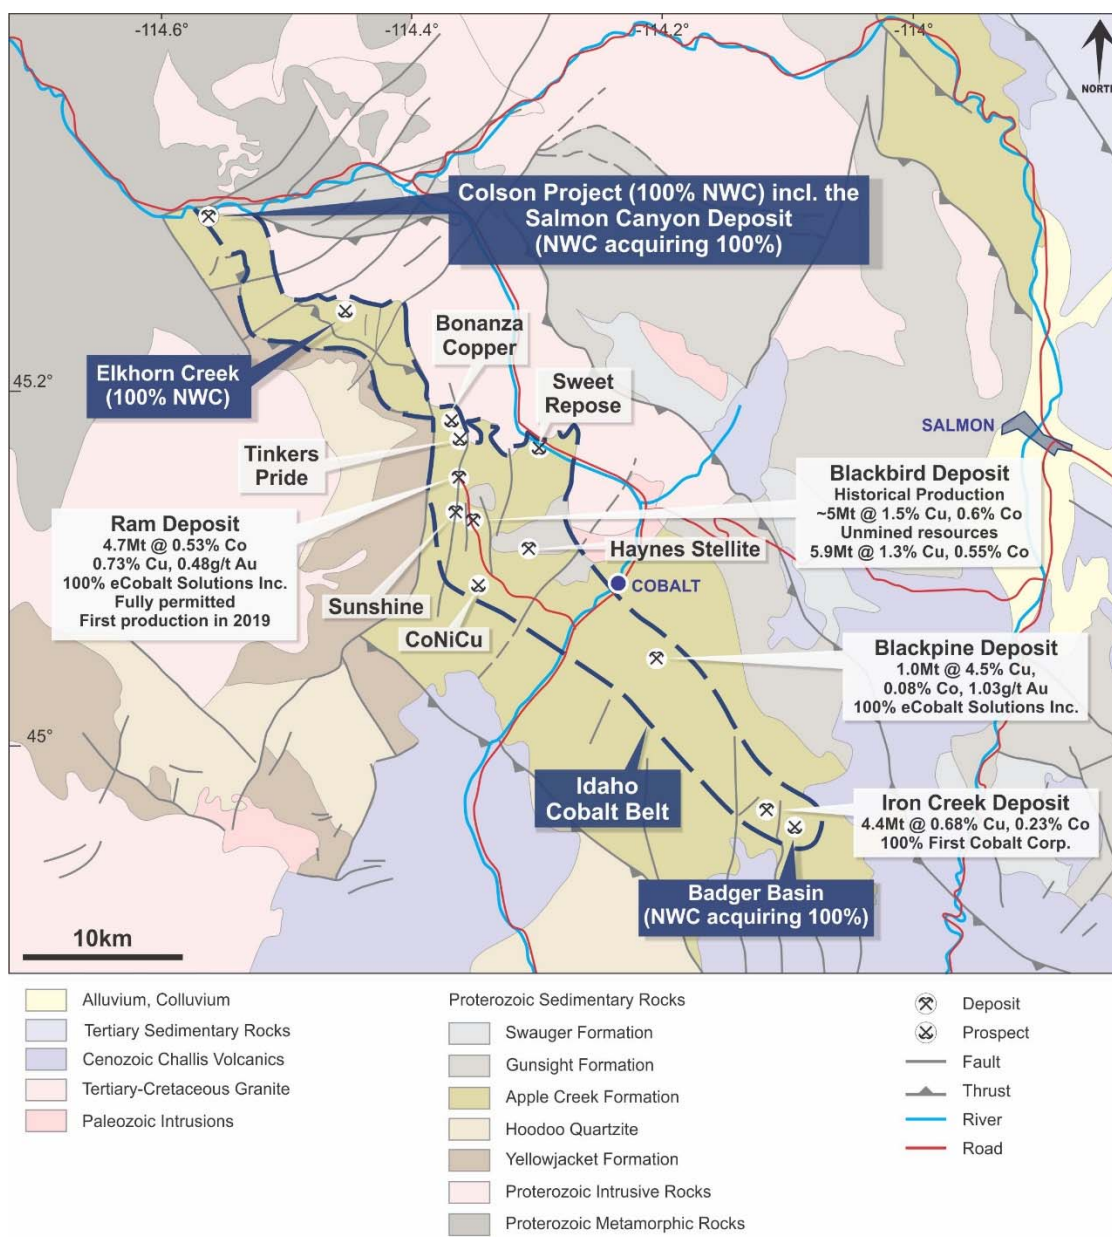 -114.6°
-114.4°
-114.2°
-114°
NORTH
Colson Project (100% NWC) incl. the
Salmon Canyon Deposit
(NWC acquiring 100%)
Bonanza
Copper
45.2°
Elkhorn Creek
(100% NWC)
Sweet
Repose
SALMON
Tinkers
Pride
Blackbird Deposit
Historical Production
~5Mt @ 1.5% Cu, 0.6% Co
Unmined resources
5.9Mt @ 1.3% Cu, 0.55% Co
Ram Deposit
4.7Mt @ 0.53% Co
0.73% Cu, 0.48g/t Au
100% eCobalt Solutions Inc.
Fully permitted
First production in 2019
Haynes Stellite
COBALT
Sunshine
CoNiCu
Blackpine Deposit
1.0Mt @ 4.5% Cu,
0.08% Co, 1.03g/t Au
100% eCobalt Solutions Inc.
45°
Idaho
Cobalt Belt
Iron Creek Deposit
4.4Mt @ 0.68% Cu, 0.23% Co
100% First Cobalt Corp.
Badger Basin
(NWC acquiring 100%)
10km
Alluvium, Colluvium
Tertiary Sedimentary Rocks
Cenozoic Challis Volcanics
Tertiary-Cretaceous Granite
Paleozoic Intrusions
Proterozoic Sedimentary Rocks
Swauger Formation
Gunsight Formation
Apple Creek Formation
Hoodoo Quartzite
Yellowjacket Formation
Proterozoic Intrusive Rocks
Proterozoic Metamorphic Rocks
Deposit
Prospect
Fault
Thrust
River
Road